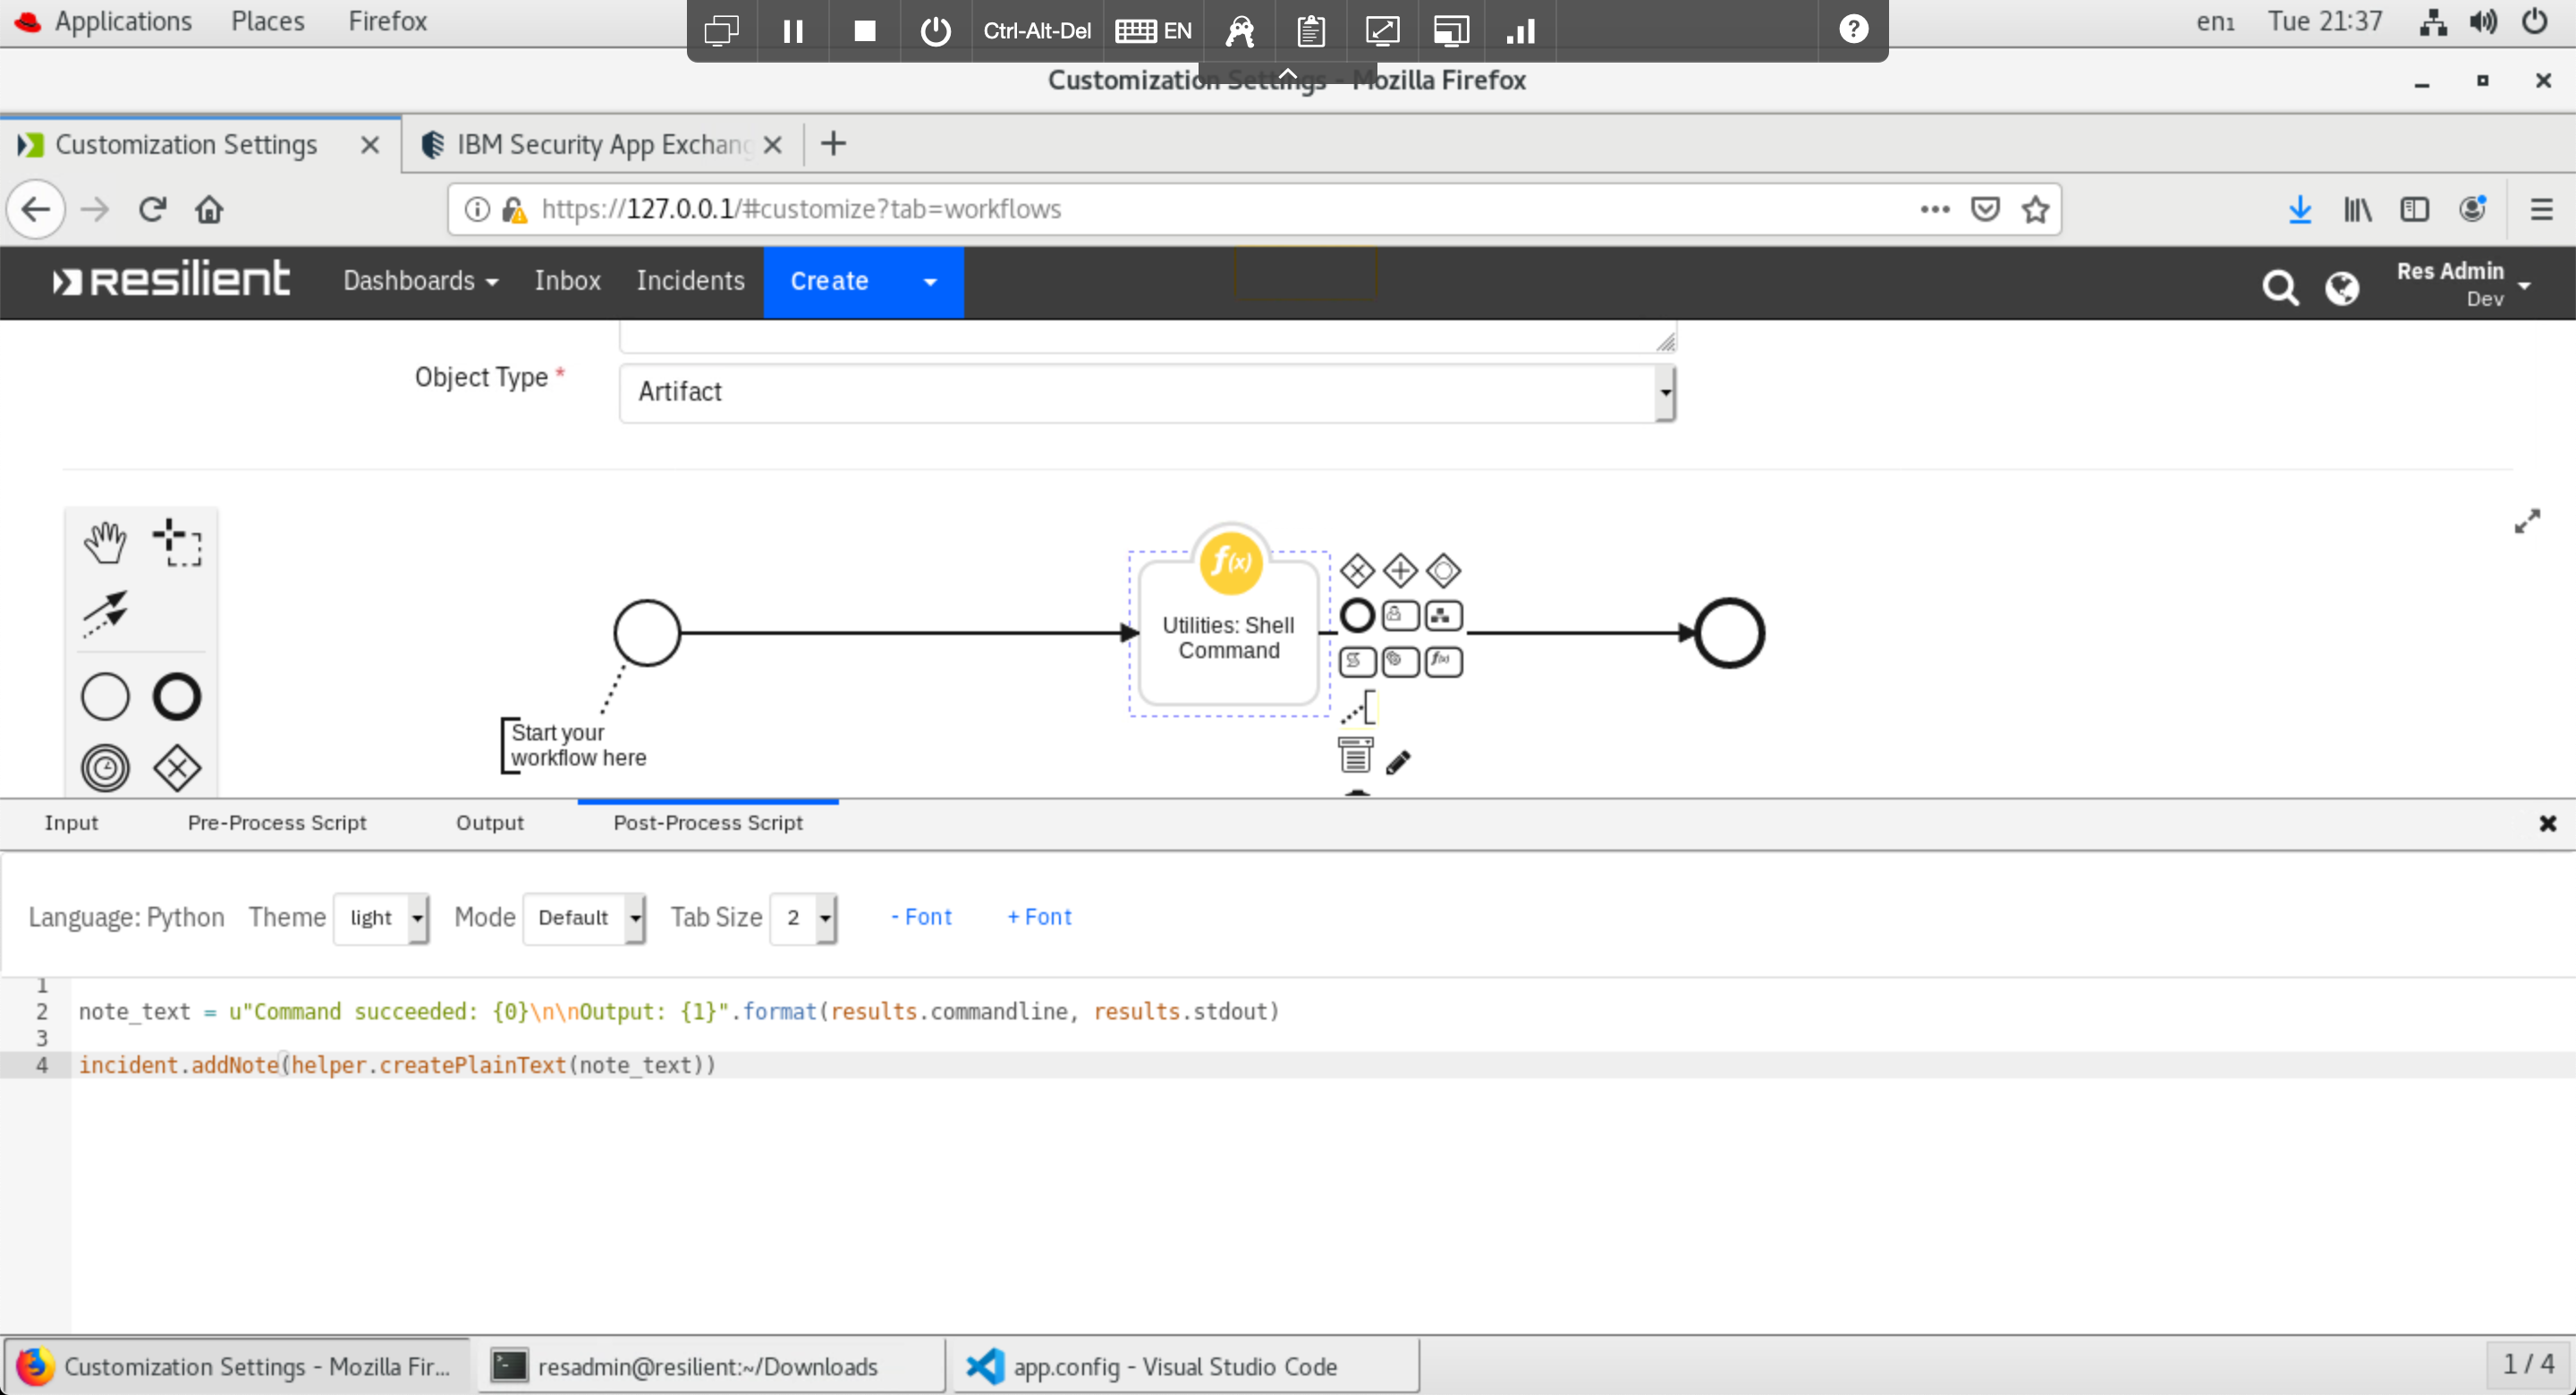 Applications Places Firefox
Ctrl-Alt-Del EN
en1 Tue 21:37
Customization Settings - Mozilla Firefox
Customization Settings
IBM Security App Exchang
https://127.0.0.1/#customize?tab=workflows
resilient Dashboards Inbox Incidents Create
Res Admin
Dev
Object Type *
Artifact
f(x)
Utilities: Shell
Command
f(x)
Start your
workflow here
Input Pre-Process Script Output Post-Process Script
Language: Python Theme light Mode Default Tab Size 2 - Font + Font
1
2 note_text = u"Command succeeded: {0}\n\nOutput: {1}".format(results.commandline, results.stdout)
3
4 incident.addNote(helper.createPlainText(note_text))
Customization Settings - Mozilla Fir... resadmin@resilient:~/Downloads app.config - Visual Studio Code 1 / 4